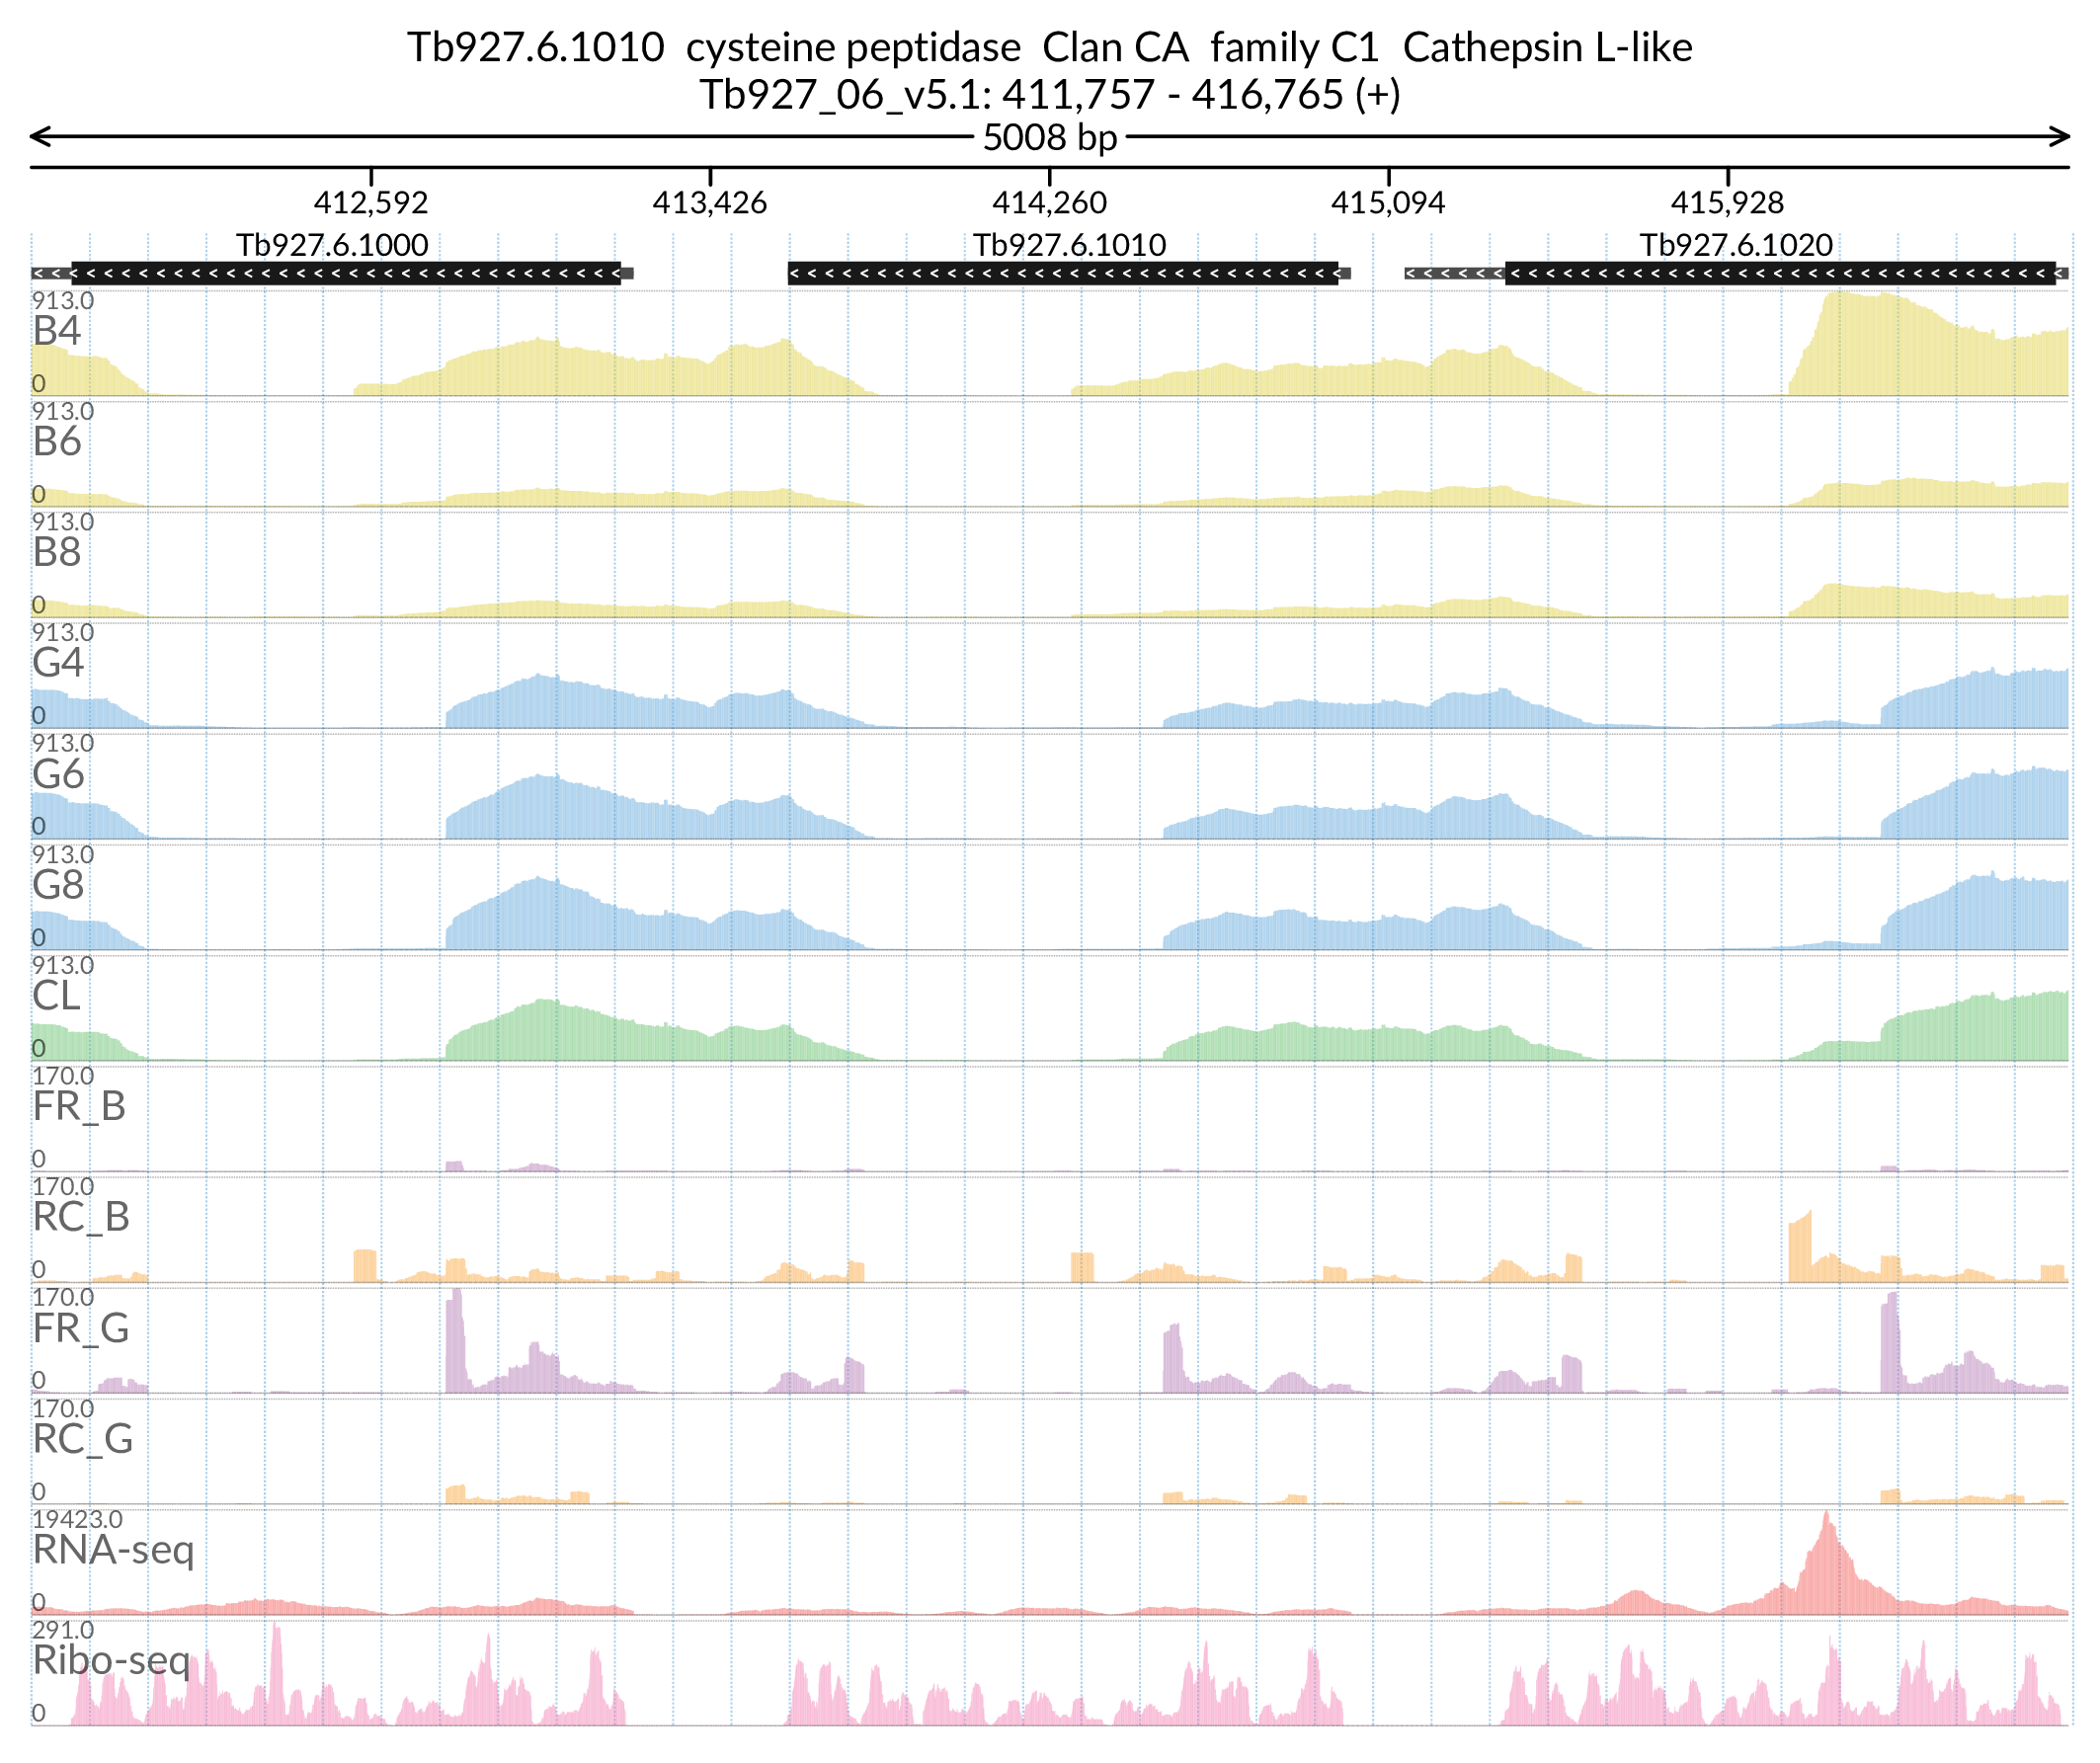 Tb927.6.1010 cysteine peptidase Clan CA family C1 Cathepsin L-like
Tb927_06_v5.1: 411,757 - 416,765 (+)
5008 bp
412,592 413,426 414,260 415,094 415,928
Tb927.6.1000 Tb927.6.1010 Tb927.6.1020
913.0
B4
0
913.0
B6
0
913.0
B8
0
913.0
G4
0
913.0
G6
0
913.0
G8
0
913.0
CL
0
170.0
FR_B
0
170.0
RC_B
0
170.0
FR_G
0
170.0
RC_G
0
19423.0
RNA-seq
0
291.0
Ribo-seq
0